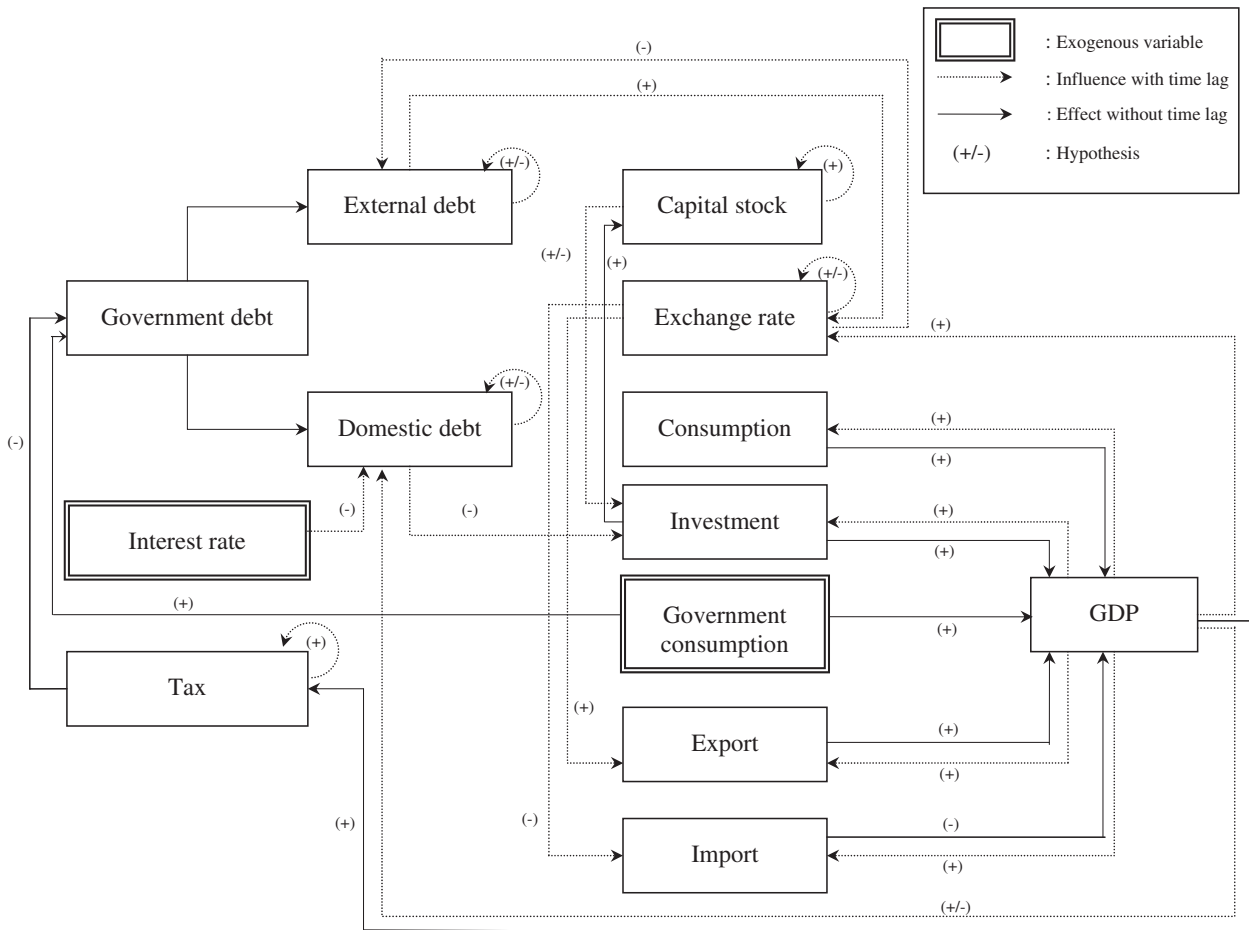 (-)
: Exogenous variable
: Influence with time lag
(+)
: Effect without time lag
(+/-)
: Hypothesis
(+/-)
(+)
External debt
Capital stock
(+/-)
(+)
(+/-)
Government debt
Exchange rate
(+)
(+/-)
Domestic debt
Consumption
(+)
(+)
(-)
(-)
(-)
Interest rate
Investment
(+)
(+)
(+)
Government
consumption
(+)
GDP
(+)
Tax
(+)
Export
(+)
(+)
(+)
(-)
Import
(-)
(+)
(+/-)